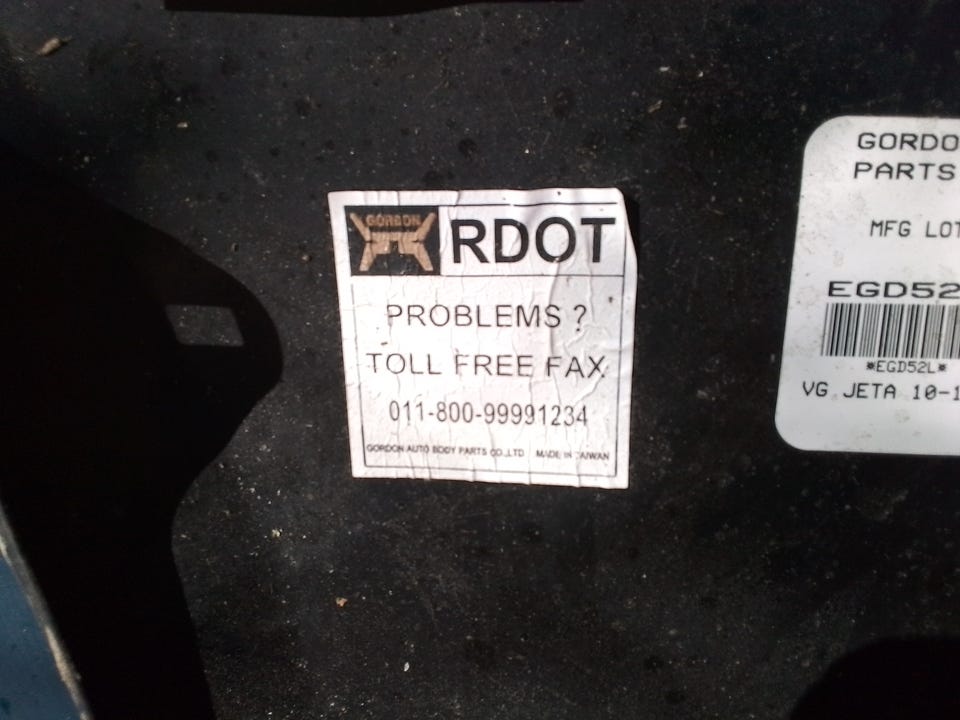 GORDON
RDOT
PROBLEMS ?
TOLL FREE FAX
011-800-99991234
GORDON AUTO BODY PARTS CO.,LTD MADE IN TAIWAN
GORDO
PARTS
MFG LOT
EGD52
*EGD52L*
VG JETA 10-1